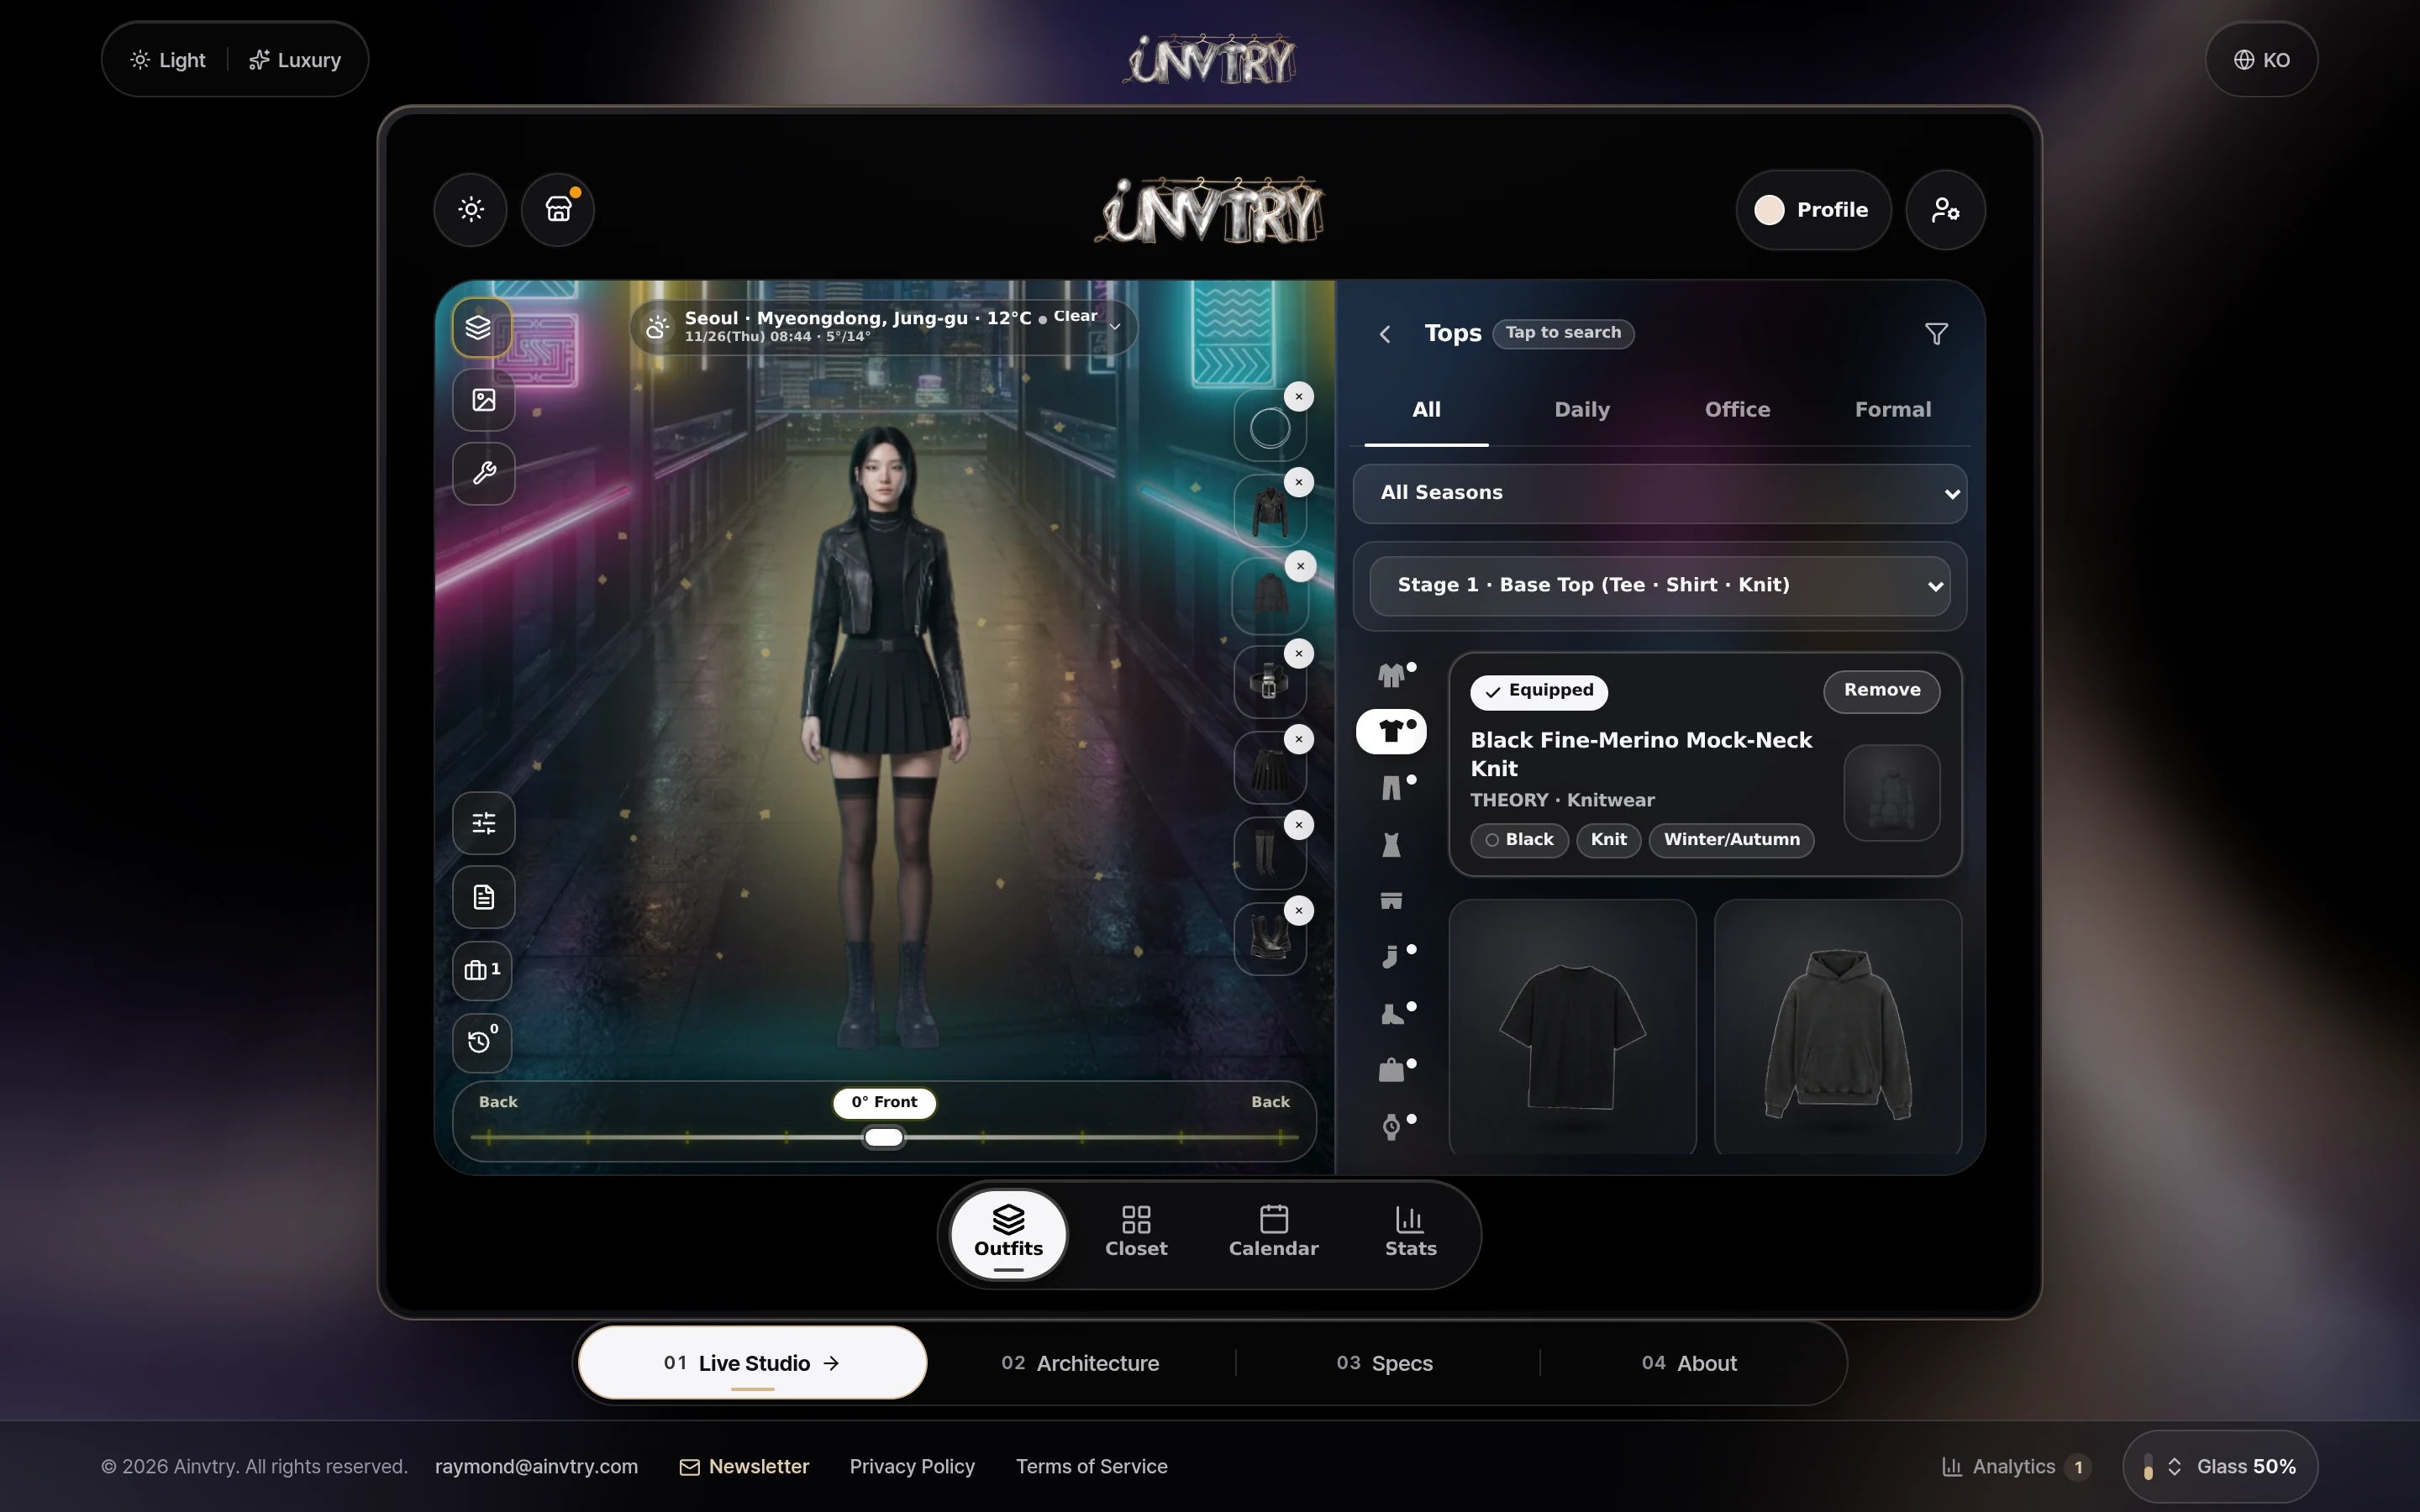 Light
Luxury
iNVTRY
KO
iNVTRY
Profile
Seoul · Myeongdong, Jung-gu · 12°C ● Clear
11/26(Thu) 08:44 · 5°/14°
Tops
Tap to search
All
Daily
Office
Formal
All Seasons
Stage 1 · Base Top (Tee · Shirt · Knit)
Equipped
Remove
Black Fine-Merino Mock-Neck
Knit
THEORY · Knitwear
Black
Knit
Winter/Autumn
1
0
Back
0° Front
Back
Outfits
Closet
Calendar
Stats
01 Live Studio →
02 Architecture
03 Specs
04 About
© 2026 Ainvtry. All rights reserved.
raymond@ainvtry.com
Newsletter
Privacy Policy
Terms of Service
Analytics 1
Glass 50%